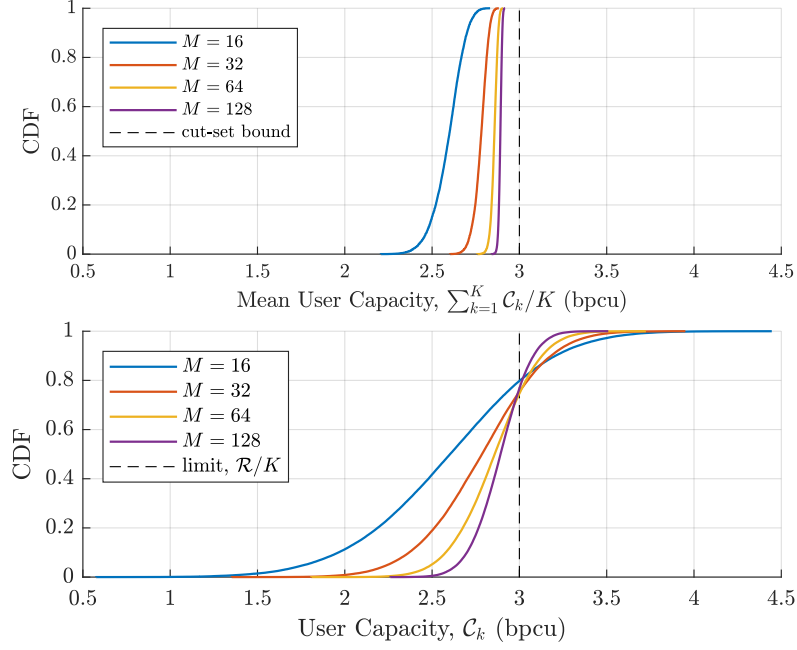 1
0.8
0.6
0.4
0.2
0
CDF
M = 16
M = 32
M = 64
M = 128
cut-set bound
0.5 1 1.5 2 2.5 3 3.5 4 4.5
Mean User Capacity, ∑_{k=1}^{K} 𝒞_k/K (bpcu)
1
0.8
0.6
0.4
0.2
0
CDF
M = 16
M = 32
M = 64
M = 128
limit, ℛ/K
0.5 1 1.5 2 2.5 3 3.5 4 4.5
User Capacity, 𝒞_k (bpcu)